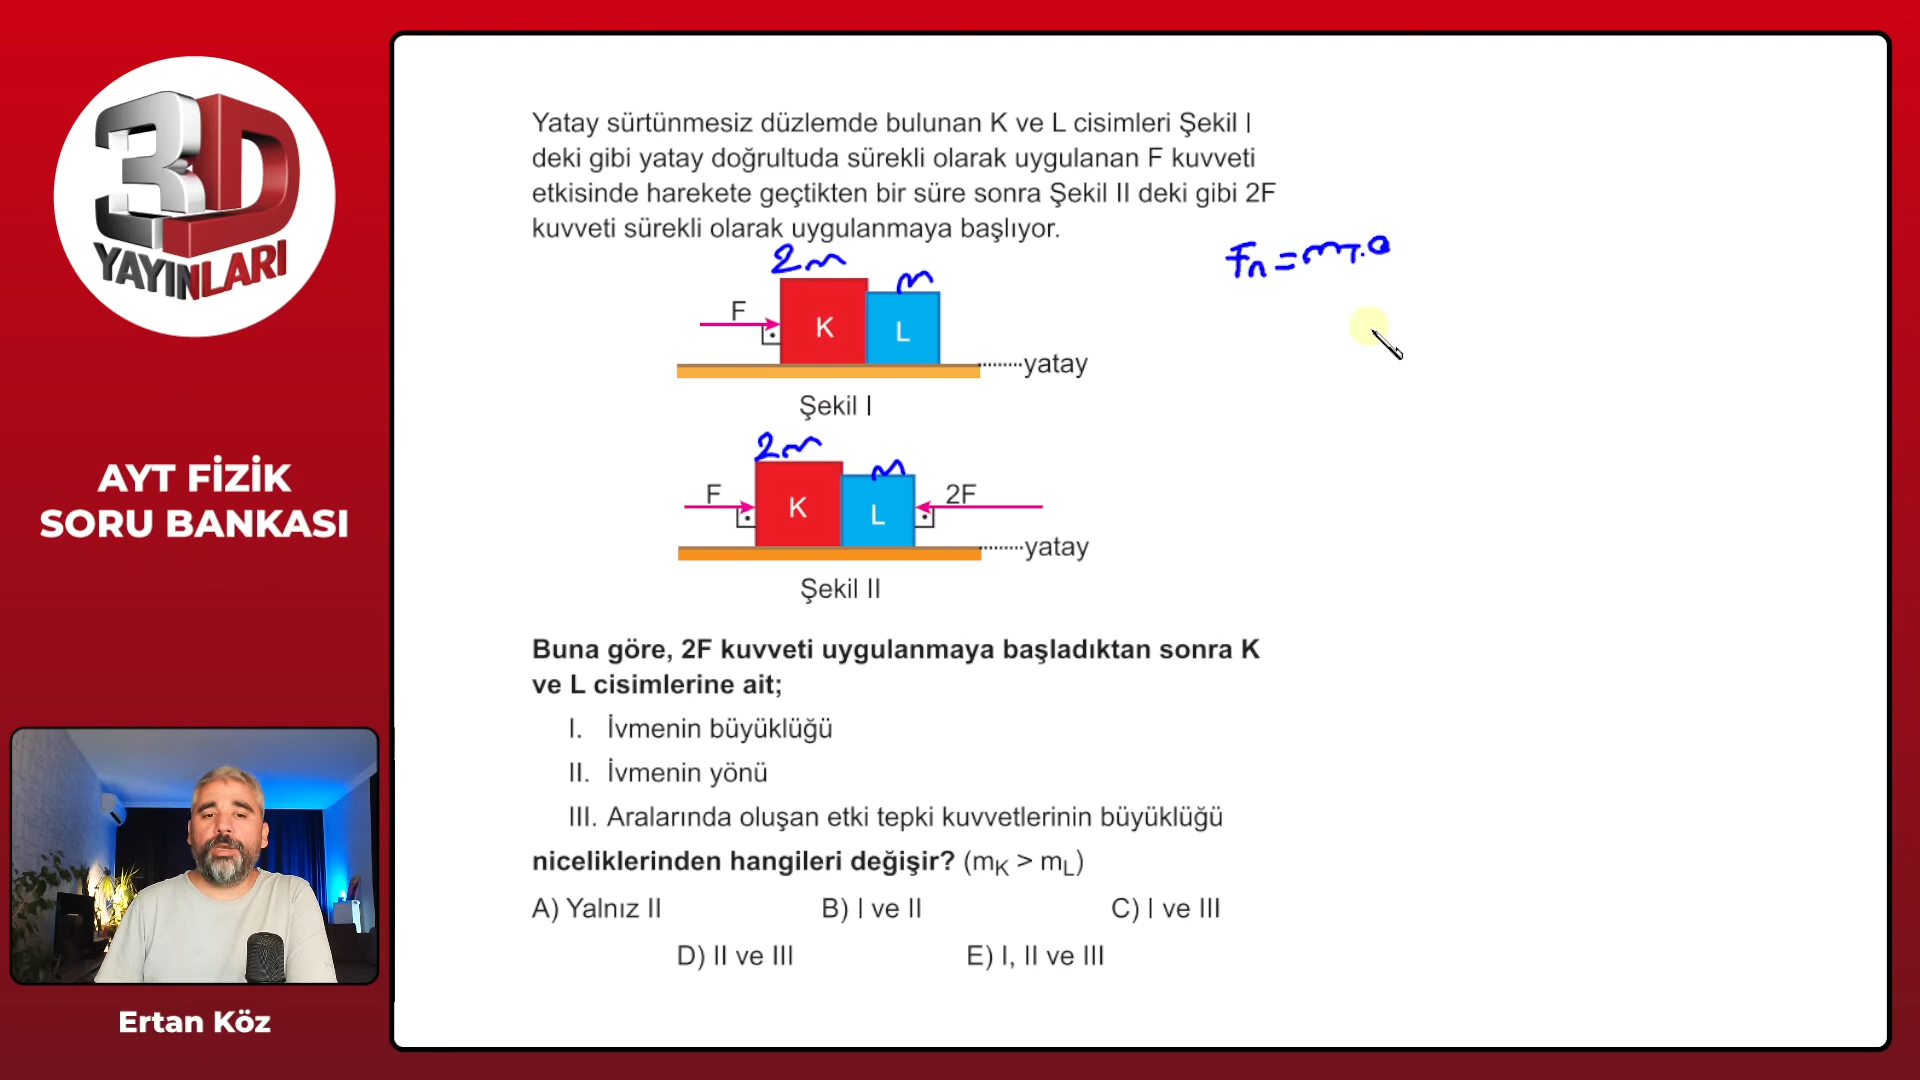 3D
YAYINLARI
AYT FİZİK
SORU BANKASI
Ertan Köz
Yatay sürtünmesiz düzlemde bulunan K ve L cisimleri Şekil I
deki gibi yatay doğrultuda sürekli olarak uygulanan F kuvveti
etkisinde harekete geçtikten bir süre sonra Şekil II deki gibi 2F
kuvveti sürekli olarak uygulanmaya başlıyor.
Fn = mT.a
2m
m
F
K
L
yatay
Şekil I
2m
m
F
K
L
2F
yatay
Şekil II
Buna göre, 2F kuvveti uygulanmaya başladıktan sonra K
ve L cisimlerine ait;
I. İvmenin büyüklüğü
II. İvmenin yönü
III. Aralarında oluşan etki tepki kuvvetlerinin büyüklüğü
niceliklerinden hangileri değişir? (mK > mL)
A) Yalnız II B) I ve II C) I ve III
D) II ve III E) I, II ve III